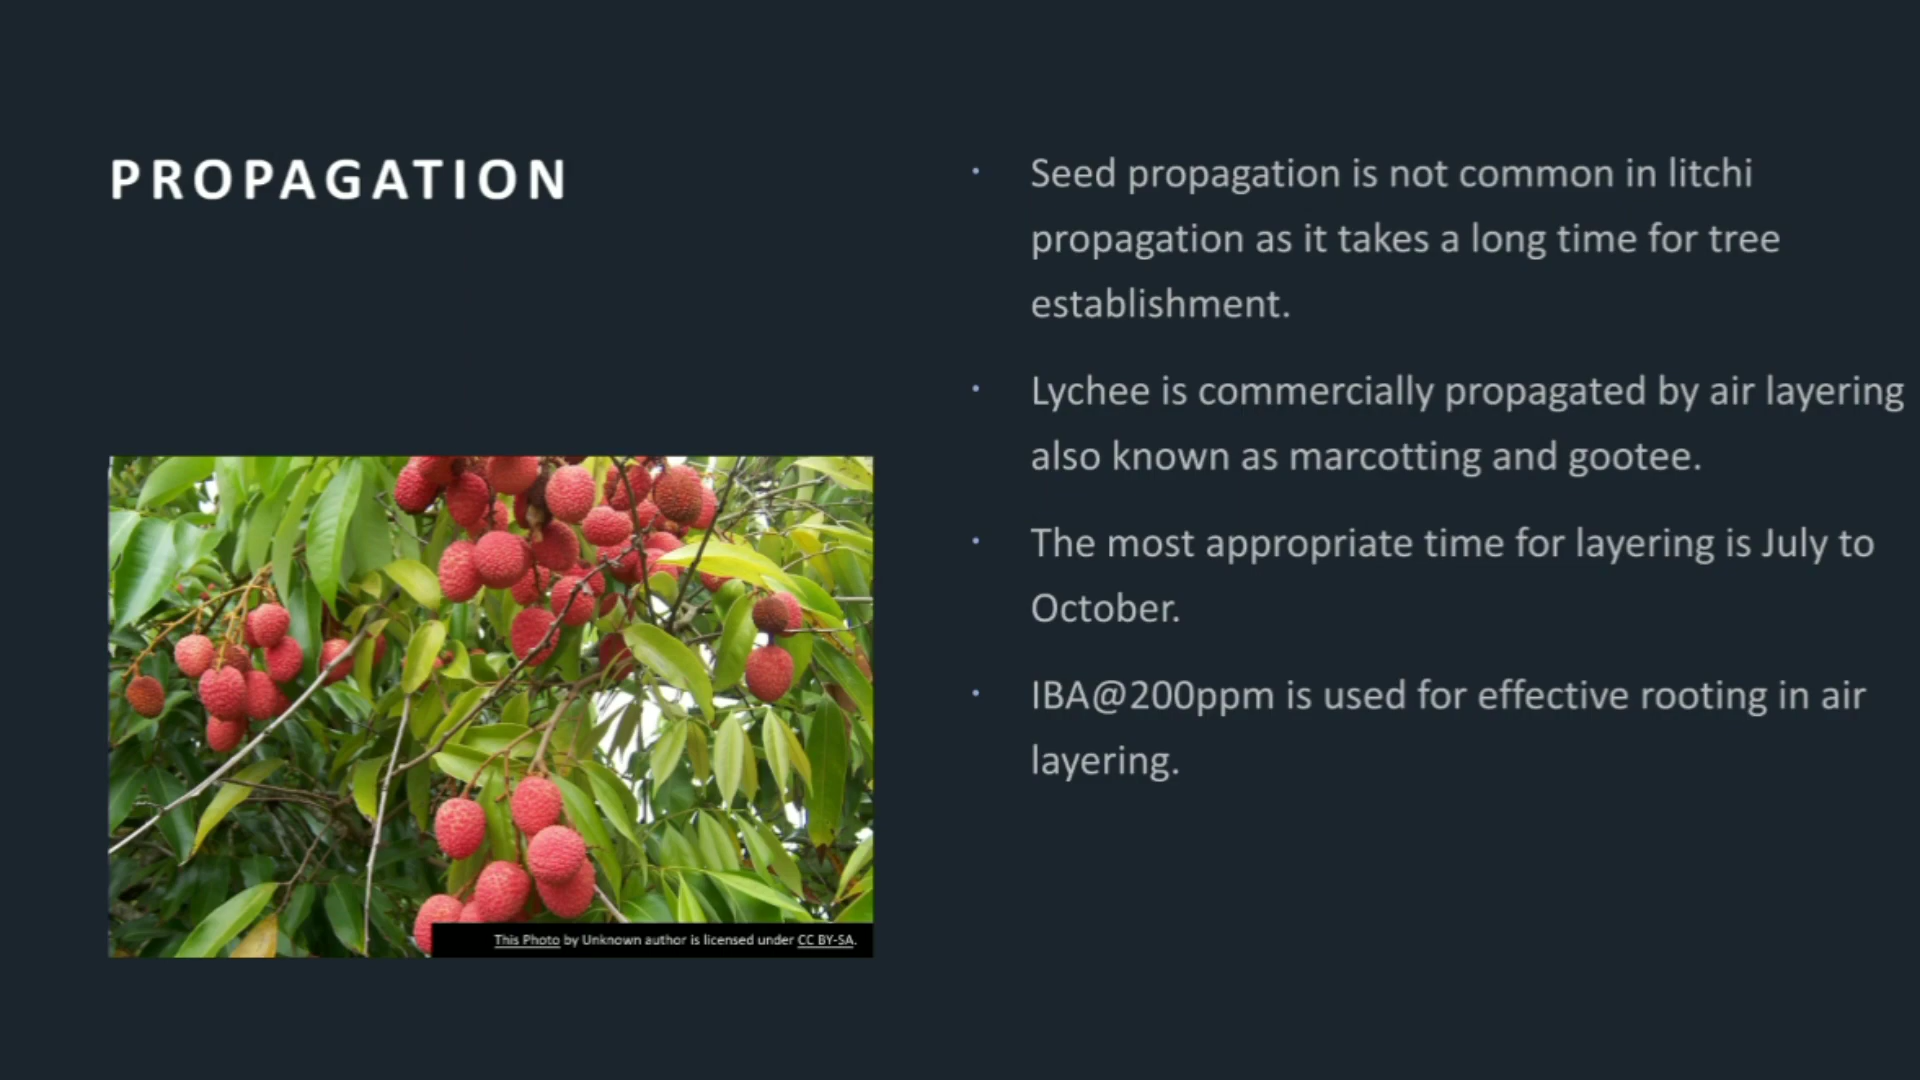 PROPAGATION
Seed propagation is not common in litchi
propagation as it takes a long time for tree
establishment.
Lychee is commercially propagated by air layering
also known as marcotting and gootee.
The most appropriate time for layering is July to
October.
IBA@200ppm is used for effective rooting in air
layering.
This Photo by Unknown author is licensed under CC BY-SA.